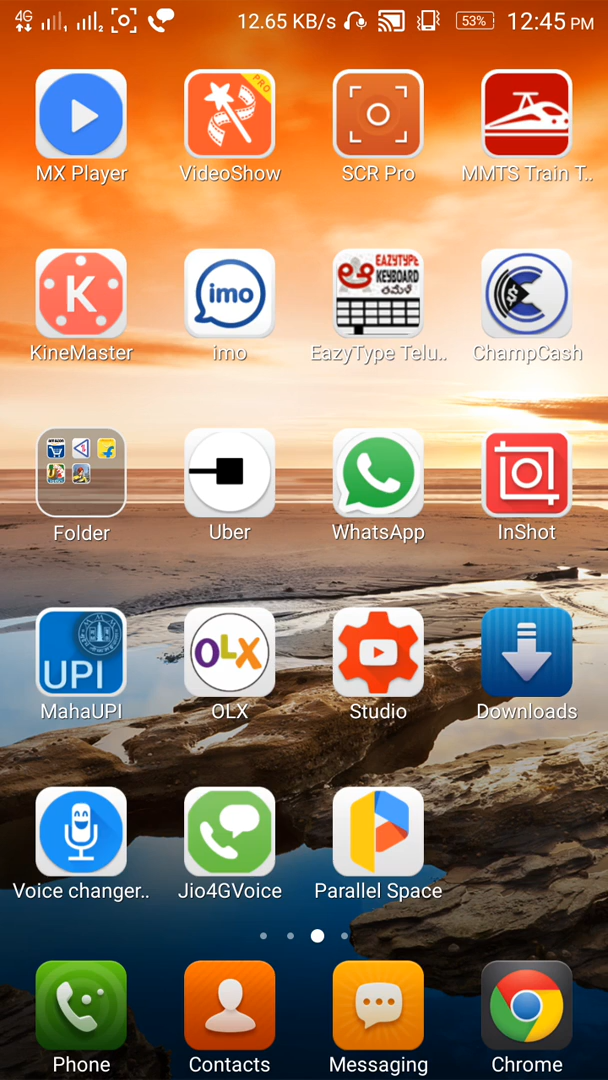 4G 1 2 12.65 KB/s 53% 12:45 PM
PRO
MX Player VideoShow SCR Pro MMTS Train T..
K imo EAZYTYPE KEYBOARD
KineMaster imo EazyType Telu.. ChampCash
Folder Uber WhatsApp InShot
UPI OLX
MahaUPI OLX Studio Downloads
Voice changer.. Jio4GVoice Parallel Space
Phone Contacts Messaging Chrome